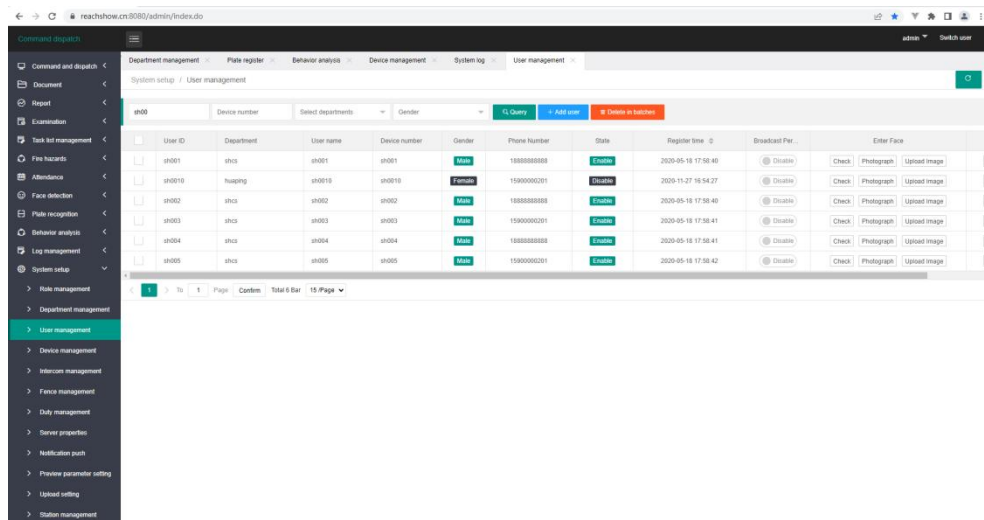 reachshow.cn:8080/admin/Index.do
Command dispatch
admin Switch user
Department management Plate register Behavior analysis Device management System log User management
System setup / User management
Command and dispatch
Document
Report
Examination
Task list management
Fire hazards
Attendance
Face detection
Plate recognition
Behavior analysis
Log management
System setup
Role management
Department management
User management
Device management
Intercom management
Fence management
Duty management
Server properties
Notification push
Preview parameter setting
Upload setting
Station management
sh00 Device number Select departments Gender Query + Add user Delete in batches
User ID Department User name Device number Gender Phone Number State Register time Broadcast Per... Enter Face
sh001 shcs sh001 sh001 Male 18888888888 Enable 2020-05-18 17:58:40 Disable Check Photograph Upload Image
sh0010 huaping sh0010 sh0010 Female 15900000201 Disable 2020-11-27 16:54:27 Disable Check Photograph Upload Image
sh002 shcs sh002 sh002 Male 18888888888 Enable 2020-05-18 17:58:40 Disable Check Photograph Upload Image
sh003 shcs sh003 sh003 Male 15900000201 Enable 2020-05-18 17:58:41 Disable Check Photograph Upload Image
sh004 shcs sh004 sh004 Male 18888888888 Enable 2020-05-18 17:58:41 Disable Check Photograph Upload Image
sh005 shcs sh005 sh005 Male 15900000201 Enable 2020-05-18 17:58:42 Disable Check Photograph Upload Image
1 To 1 Page Confirm Total 6 Bar 15 /Page